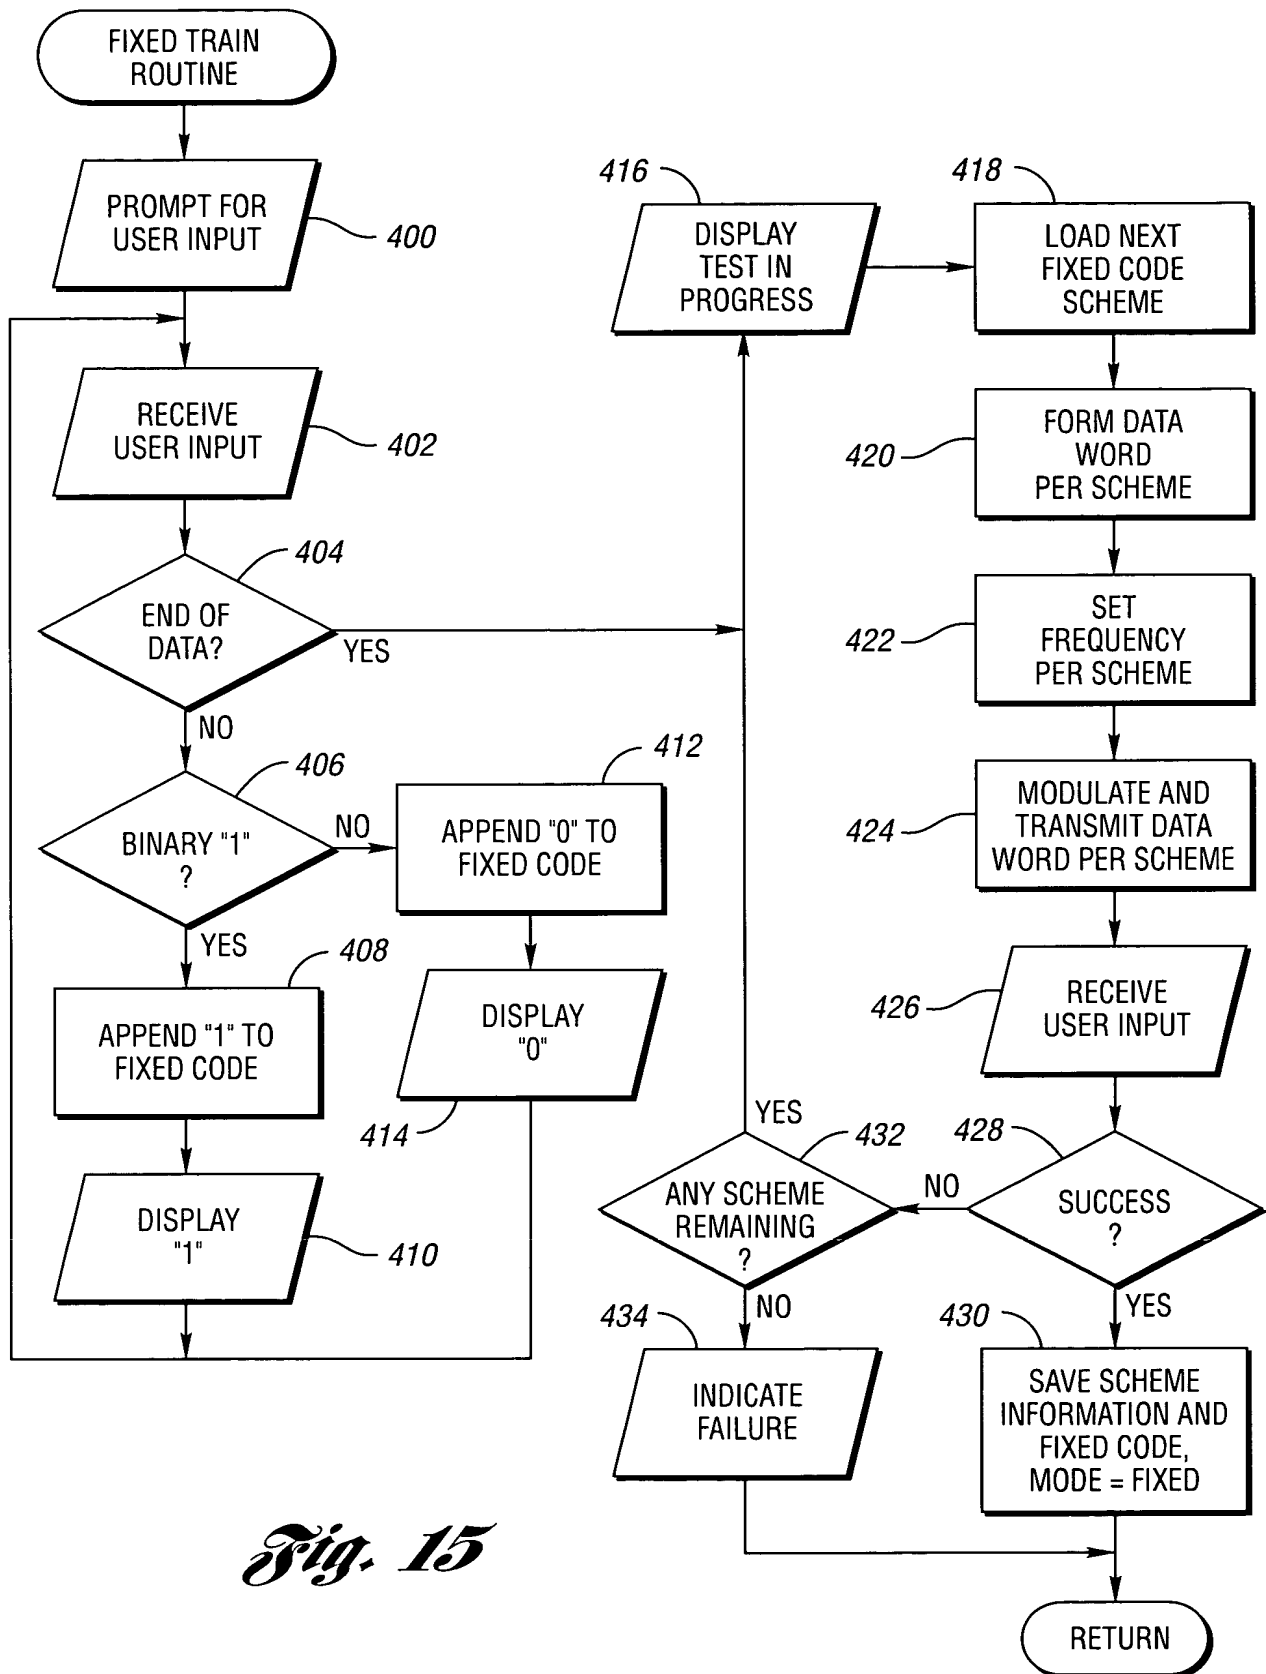 FIXED TRAIN
ROUTINE
PROMPT FOR
USER INPUT
400
RECEIVE
USER INPUT
402
404
END OF
DATA?
YES
NO
406
BINARY "1"
?
NO
YES
412
APPEND "0" TO
FIXED CODE
408
APPEND "1" TO
FIXED CODE
DISPLAY
"0"
414
DISPLAY
"1"
410
416
DISPLAY
TEST IN
PROGRESS
418
LOAD NEXT
FIXED CODE
SCHEME
420
FORM DATA
WORD
PER SCHEME
422
SET
FREQUENCY
PER SCHEME
424
MODULATE AND
TRANSMIT DATA
WORD PER SCHEME
426
RECEIVE
USER INPUT
428
SUCCESS
?
NO
YES
432
ANY SCHEME
REMAINING
?
YES
NO
434
INDICATE
FAILURE
430
SAVE SCHEME
INFORMATION AND
FIXED CODE,
MODE = FIXED
RETURN
Fig. 15